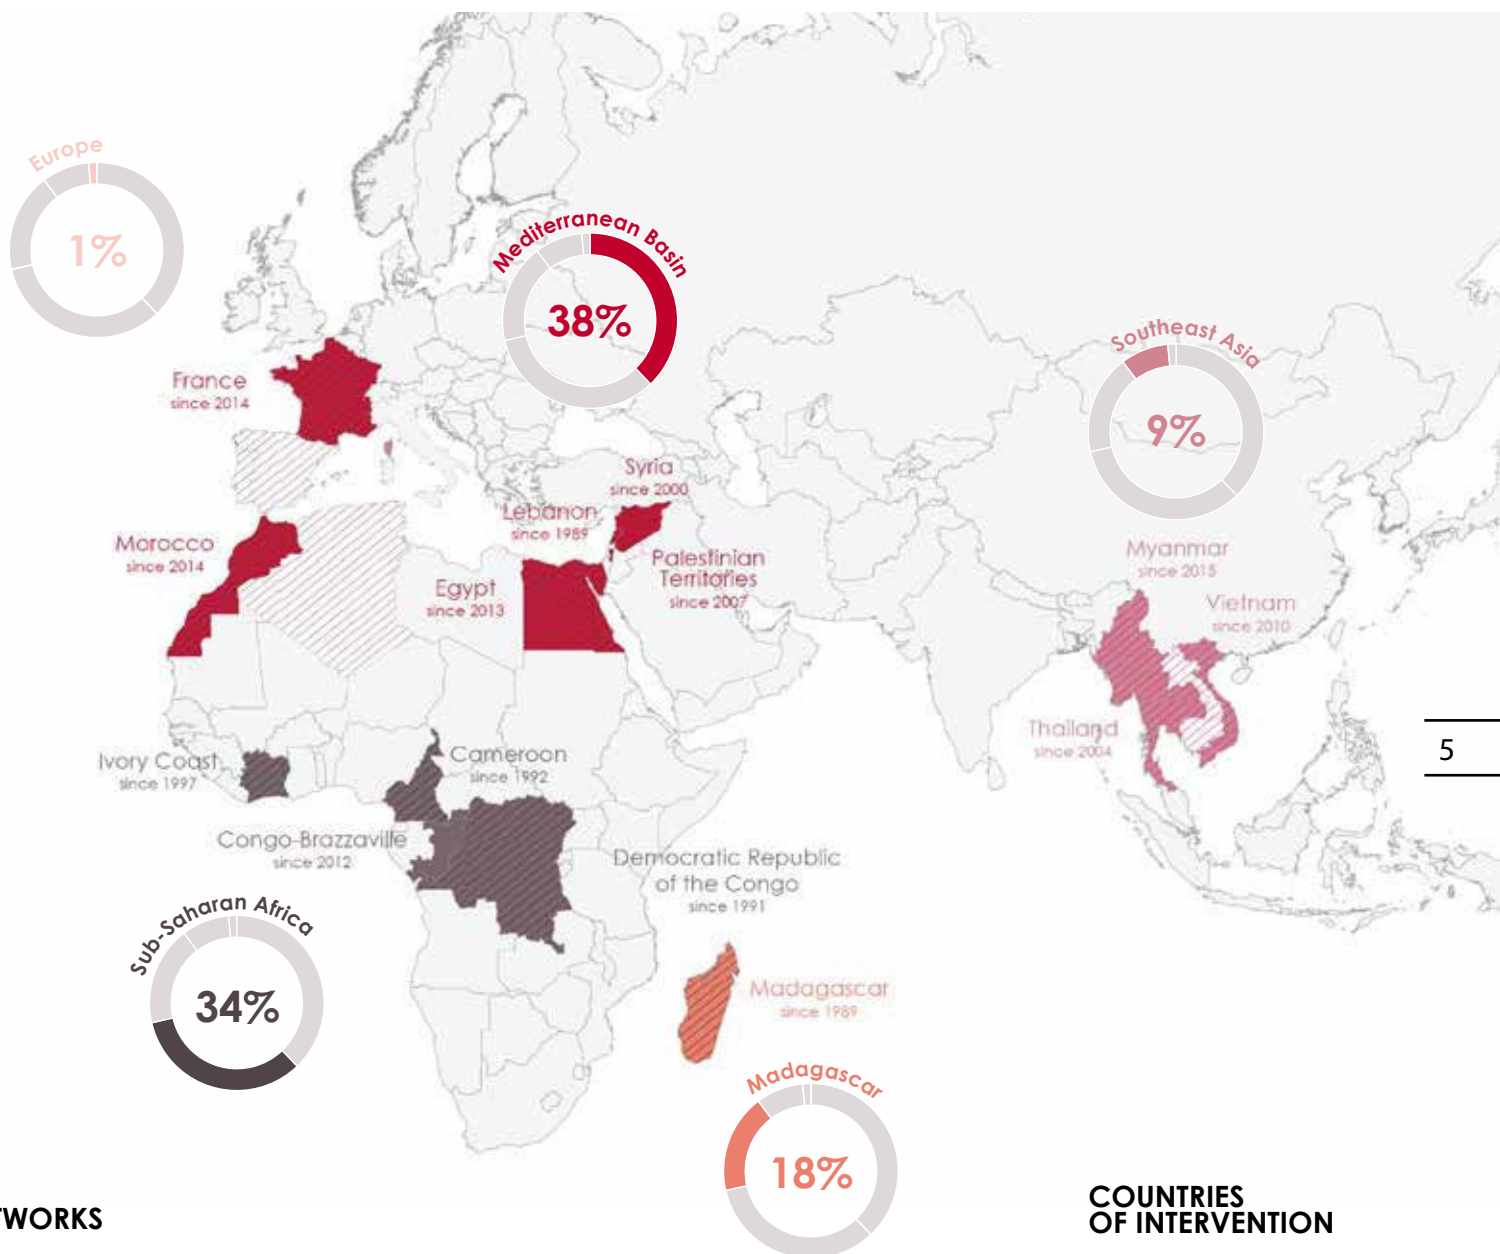 Europe
1%
Mediterranean Basin
38%
Southeast Asia
9%
France
since 2014
Syria
since 2000
Lebanon
since 1989
Morocco
since 2014
Palestinian
Territories
since 2007
Egypt
since 2013
Myanmar
since 2015
Vietnam
since 2010
Thailand
since 2004
5
Ivory Coast
since 1997
Cameroon
since 1992
Congo-Brazzaville
since 2012
Democratic Republic
of the Congo
since 1991
Sub-Saharan Africa
34%
Madagascar
since 1989
Madagascar
18%
TWORKS
COUNTRIES
OF INTERVENTION